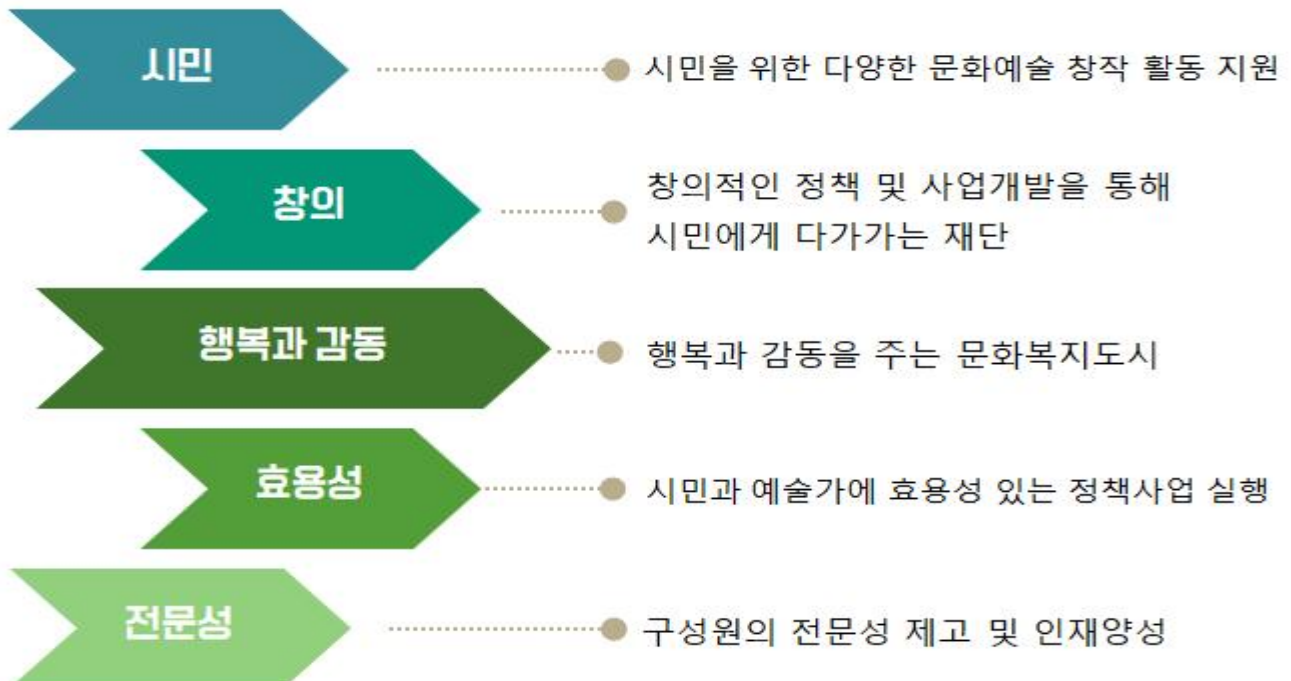 시민
시민을 위한 다양한 문화예술 창작 활동 지원
창의
창의적인 정책 및 사업개발을 통해
시민에게 다가가는 재단
행복과 감동
행복과 감동을 주는 문화복지도시
효용성
시민과 예술가에 효용성 있는 정책사업 실행
전문성
구성원의 전문성 제고 및 인재양성